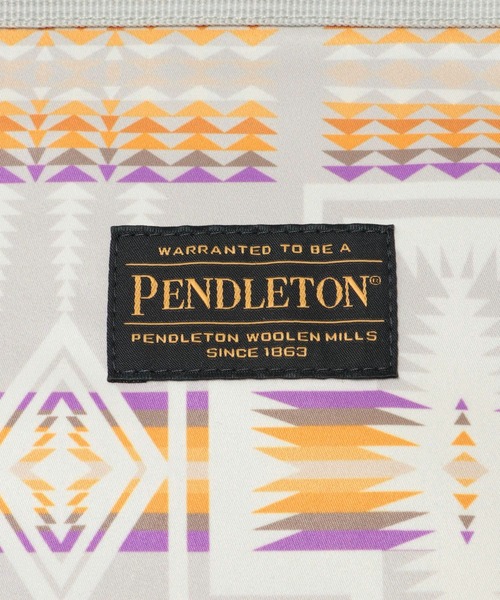 WARRANTED TO BE A
PENDLETON®
PENDLETON WOOLEN MILLS
SINCE 1863